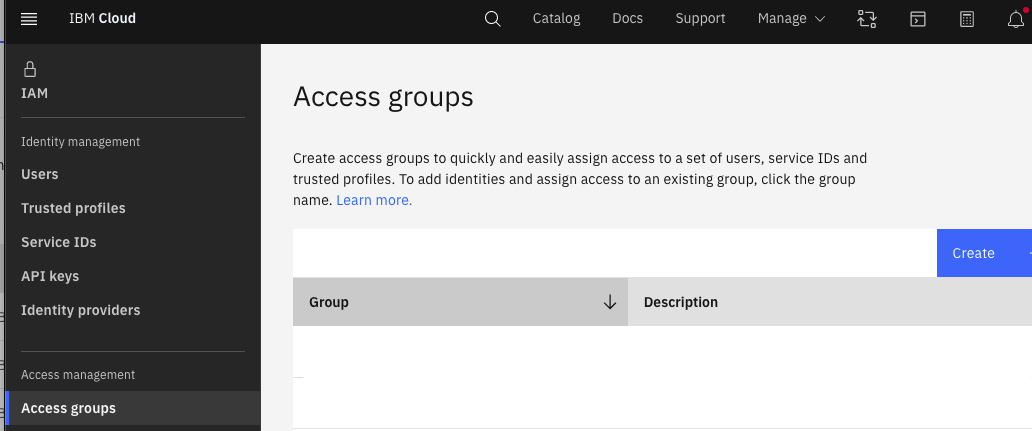 IBM Cloud
Catalog
Docs
Support
Manage
IAM
Identity management
Users
Trusted profiles
Service IDs
API keys
Identity providers
Access management
Access groups
Access groups
Create access groups to quickly and easily assign access to a set of users, service IDs and
trusted profiles. To add identities and assign access to an existing group, click the group
name. Learn more.
Create
Group
Description